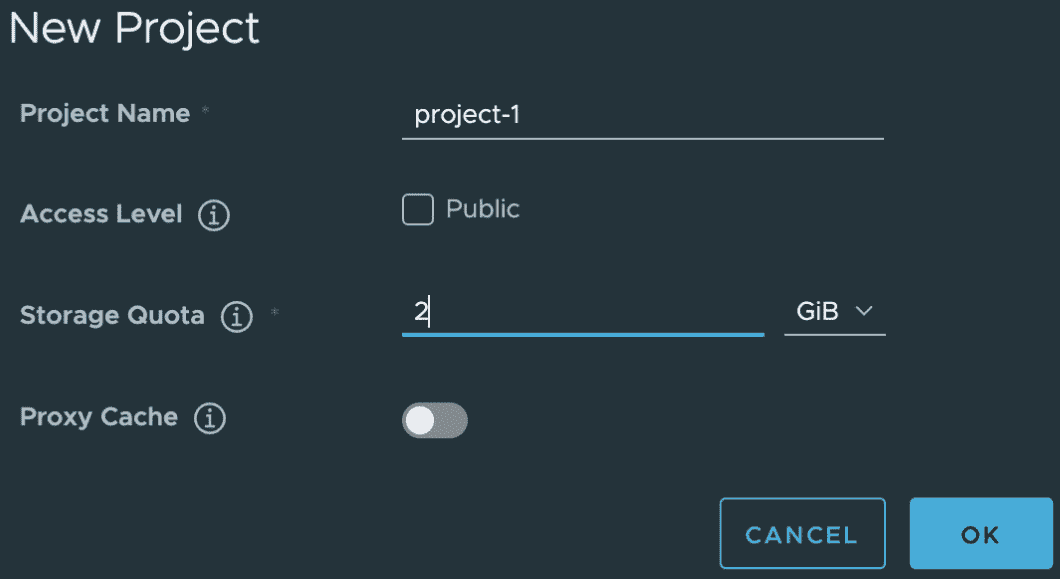 New Project
Project Name * project-1
Access Level Public
Storage Quota * 2 GiB
Proxy Cache
CANCEL OK